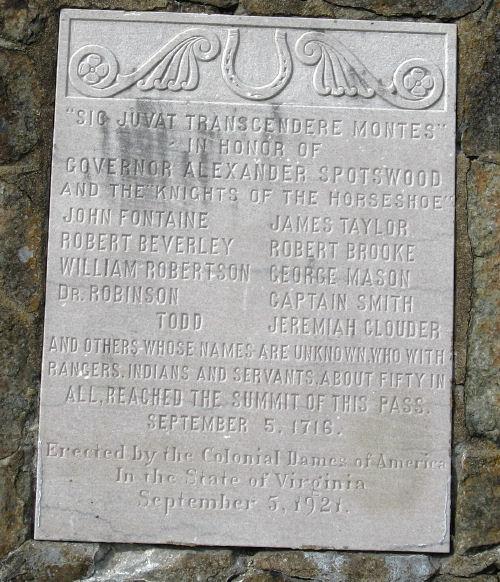 "SIC JUVAT TRANSCENDERE MONTES"
IN HONOR OF
GOVERNOR ALEXANDER SPOTSWOOD
AND THE "KNIGHTS OF THE HORSESHOE"
JOHN FONTAINE JAMES TAYLOR
ROBERT BEVERLEY ROBERT BROOKE
WILLIAM ROBERTSON GEORGE MASON
DR. ROBINSON CAPTAIN SMITH
TODD JEREMIAH CLOUDER
AND OTHERS WHOSE NAMES ARE UNKNOWN, WHO WITH
RANGERS, INDIANS AND SERVANTS, ABOUT FIFTY IN
ALL, REACHED THE SUMMIT OF THIS PASS.
SEPTEMBER 5, 1716.
Erected by the Colonial Dames of America
In the State of Virginia
September 5, 1921.